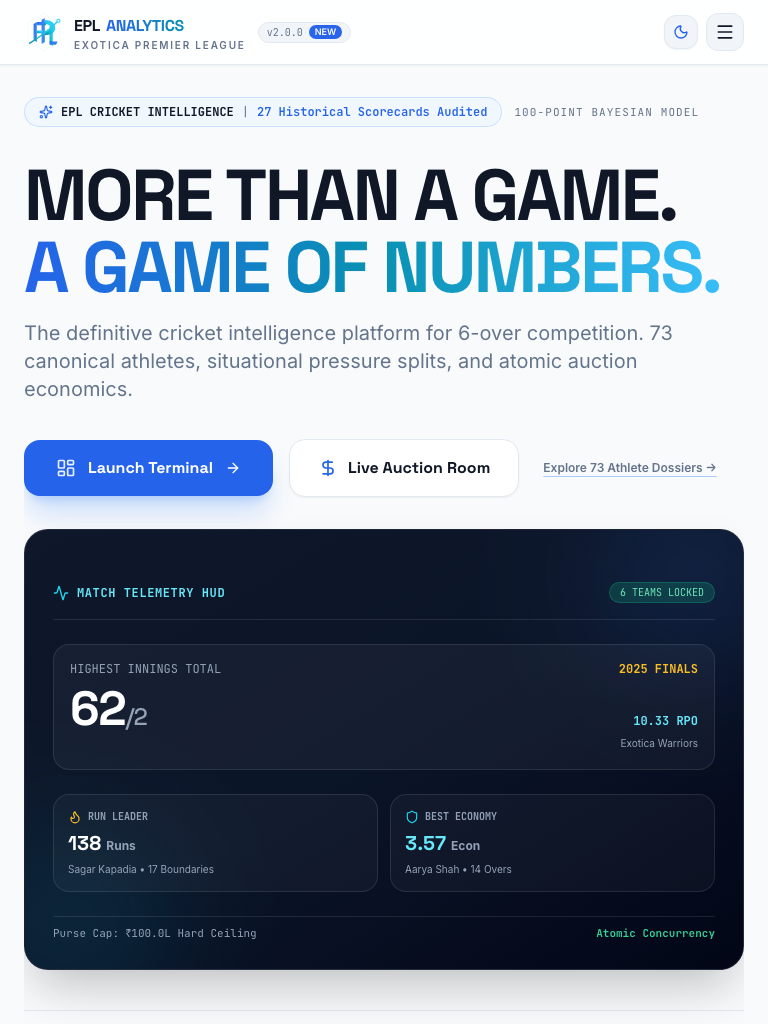 EPL ANALYTICS
EXOTICA PREMIER LEAGUE
v2.0.0 NEW
EPL CRICKET INTELLIGENCE | 27 Historical Scorecards Audited
100-POINT BAYESIAN MODEL
MORE THAN A GAME.
A GAME OF NUMBERS.
The definitive cricket intelligence platform for 6-over competition. 73
canonical athletes, situational pressure splits, and atomic auction
economics.
Launch Terminal →
Live Auction Room
Explore 73 Athlete Dossiers →
MATCH TELEMETRY HUD
6 TEAMS LOCKED
HIGHEST INNINGS TOTAL
2025 FINALS
62/2
10.33 RPO
Exotica Warriors
RUN LEADER
138 Runs
Sagar Kapadia • 17 Boundaries
BEST ECONOMY
3.57 Econ
Aarya Shah • 14 Overs
Purse Cap: ₹100.0L Hard Ceiling
Atomic Concurrency